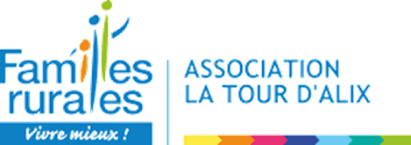 Familles
rurales
Vivre mieux !
ASSOCIATION
LA TOUR D'ALIX